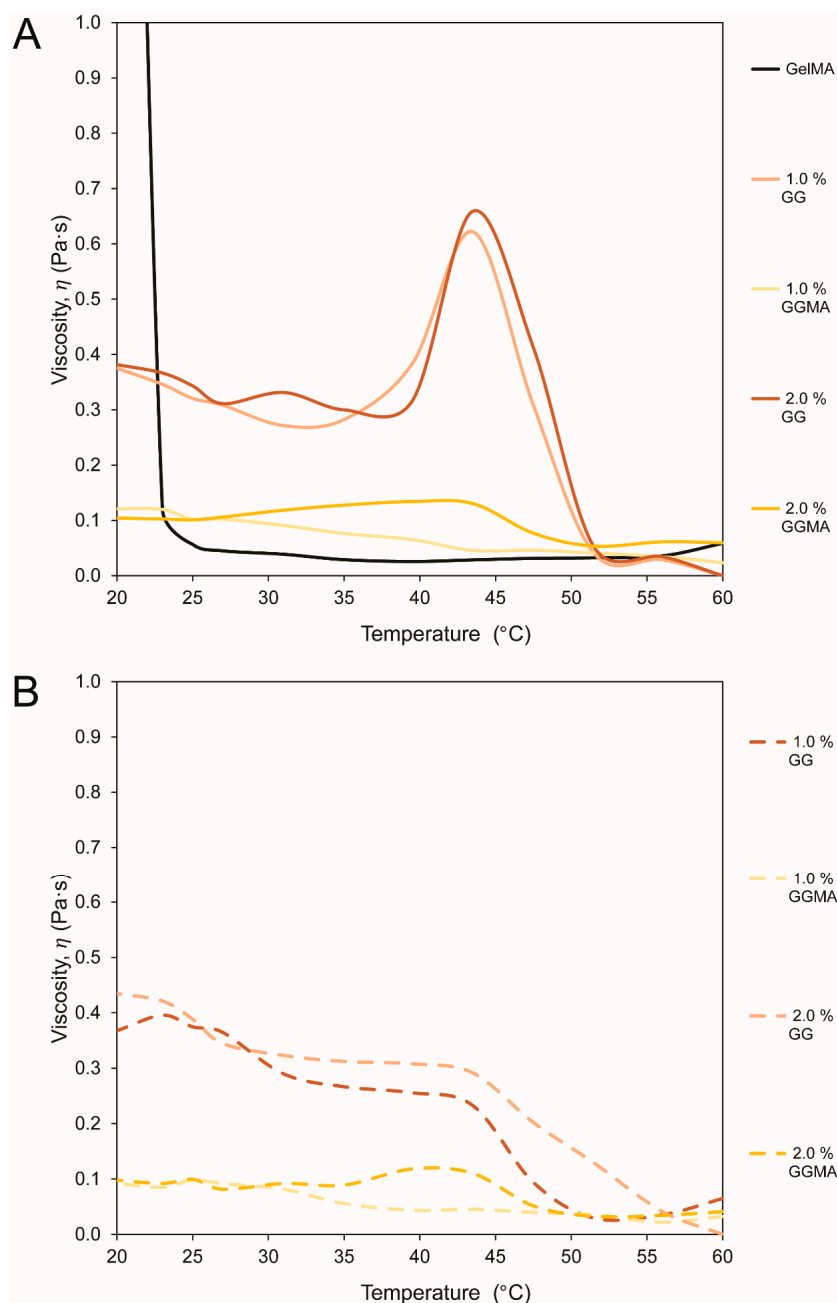 A
1.0
0.9
0.8
0.7
0.6
0.5
0.4
0.3
0.2
0.1
0.0
Viscosity, η (Pa·s)
20 25 30 35 40 45 50 55 60
Temperature (°C)
GelMA
1.0 %
GG
1.0 %
GGMA
2.0 %
GG
2.0 %
GGMA
B
1.0
0.9
0.8
0.7
0.6
0.5
0.4
0.3
0.2
0.1
0.0
Viscosity, η (Pa·s)
20 25 30 35 40 45 50 55 60
Temperature (°C)
1.0 %
GG
1.0 %
GGMA
2.0 %
GG
2.0 %
GGMA